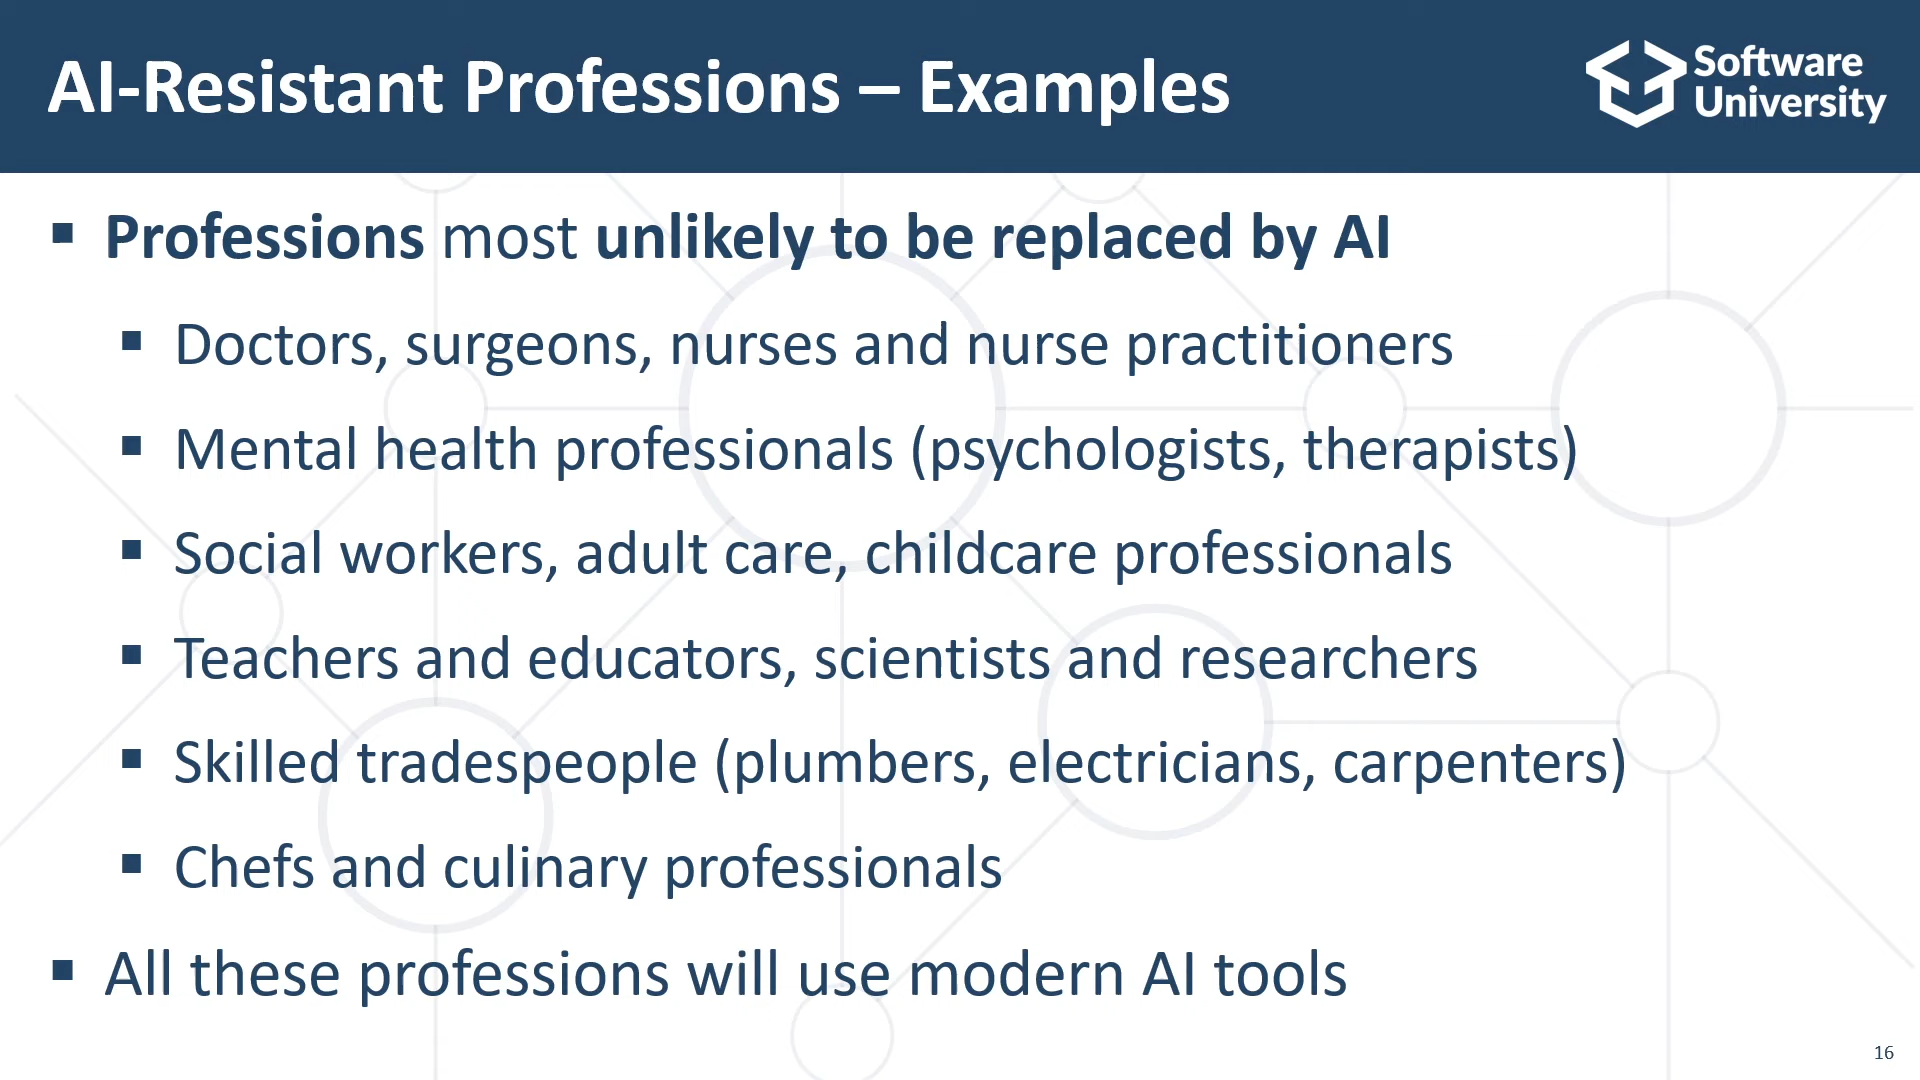 AI-Resistant Professions – Examples
Software
University
▪ Professions most unlikely to be replaced by AI
▪ Doctors, surgeons, nurses and nurse practitioners
▪ Mental health professionals (psychologists, therapists)
▪ Social workers, adult care, childcare professionals
▪ Teachers and educators, scientists and researchers
▪ Skilled tradespeople (plumbers, electricians, carpenters)
▪ Chefs and culinary professionals
▪ All these professions will use modern AI tools
16